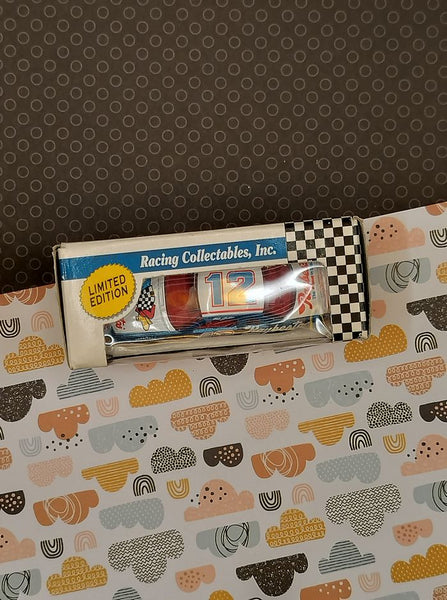 Racing Collectables, Inc.
LIMITED
EDITION
12